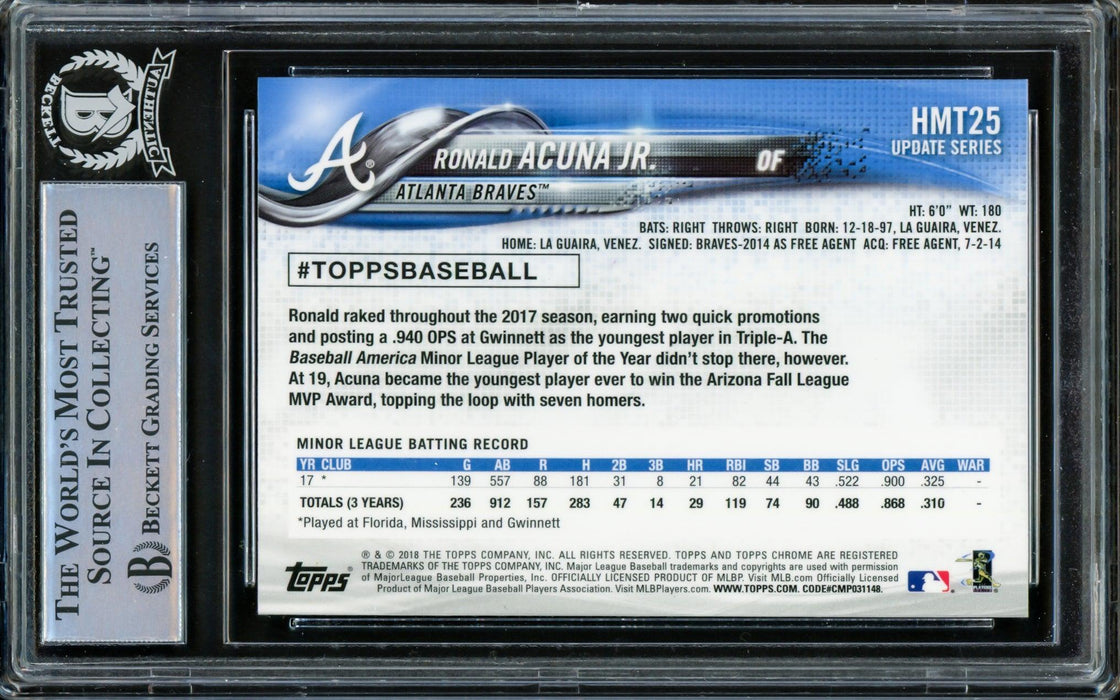 BECKETT AUTHENTIC
B
THE WORLD'S MOST TRUSTED
SOURCE IN COLLECTING™
B BECKETT GRADING SERVICES
HMT25
UPDATE SERIES
A®
RONALD ACUNA JR. OF
ATLANTA BRAVES™
HT: 6'0" WT: 180
BATS: RIGHT THROWS: RIGHT BORN: 12-18-97, LA GUAIRA, VENEZ.
HOME: LA GUAIRA, VENEZ. SIGNED: BRAVES-2014 AS FREE AGENT ACQ: FREE AGENT, 7-2-14
#TOPPSBASEBALL
Ronald raked throughout the 2017 season, earning two quick promotions
and posting a .940 OPS at Gwinnett as the youngest player in Triple-A. The
Baseball America Minor League Player of the Year didn't stop there, however.
At 19, Acuna became the youngest player ever to win the Arizona Fall League
MVP Award, topping the loop with seven homers.
MINOR LEAGUE BATTING RECORD
YR CLUB G AB R H 2B 3B HR RBI SB BB SLG OPS AVG WAR
17 * 139 557 88 181 31 8 21 82 44 43 .522 .900 .325 -
TOTALS (3 YEARS) 236 912 157 283 47 14 29 119 74 90 .488 .868 .310 -
*Played at Florida, Mississippi and Gwinnett
Topps®
® & © 2018 THE TOPPS COMPANY, INC. ALL RIGHTS RESERVED. TOPPS AND TOPPS CHROME ARE REGISTERED
TRADEMARKS OF THE TOPPS COMPANY, INC. Major League Baseball trademarks and copyrights are used with permission
of MajorLeague Baseball Properties, Inc. OFFICIALLY LICENSED PRODUCT OF MLBP. Visit MLB.com Officially Licensed
Product of Major League Baseball Players Association. Visit MLBPlayers.com. WWW.TOPPS.COM. CODE#CMP031148.